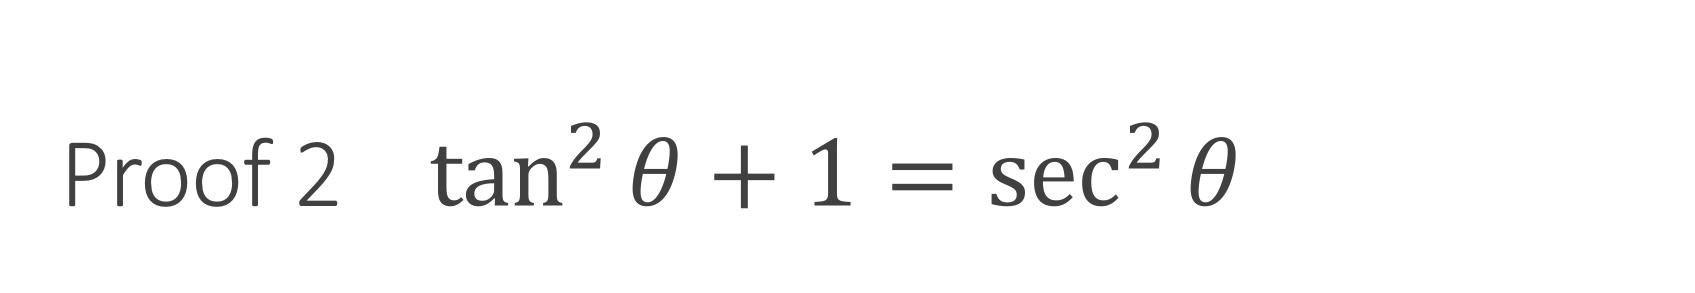 Proof 2 tan² θ + 1 = sec² θ